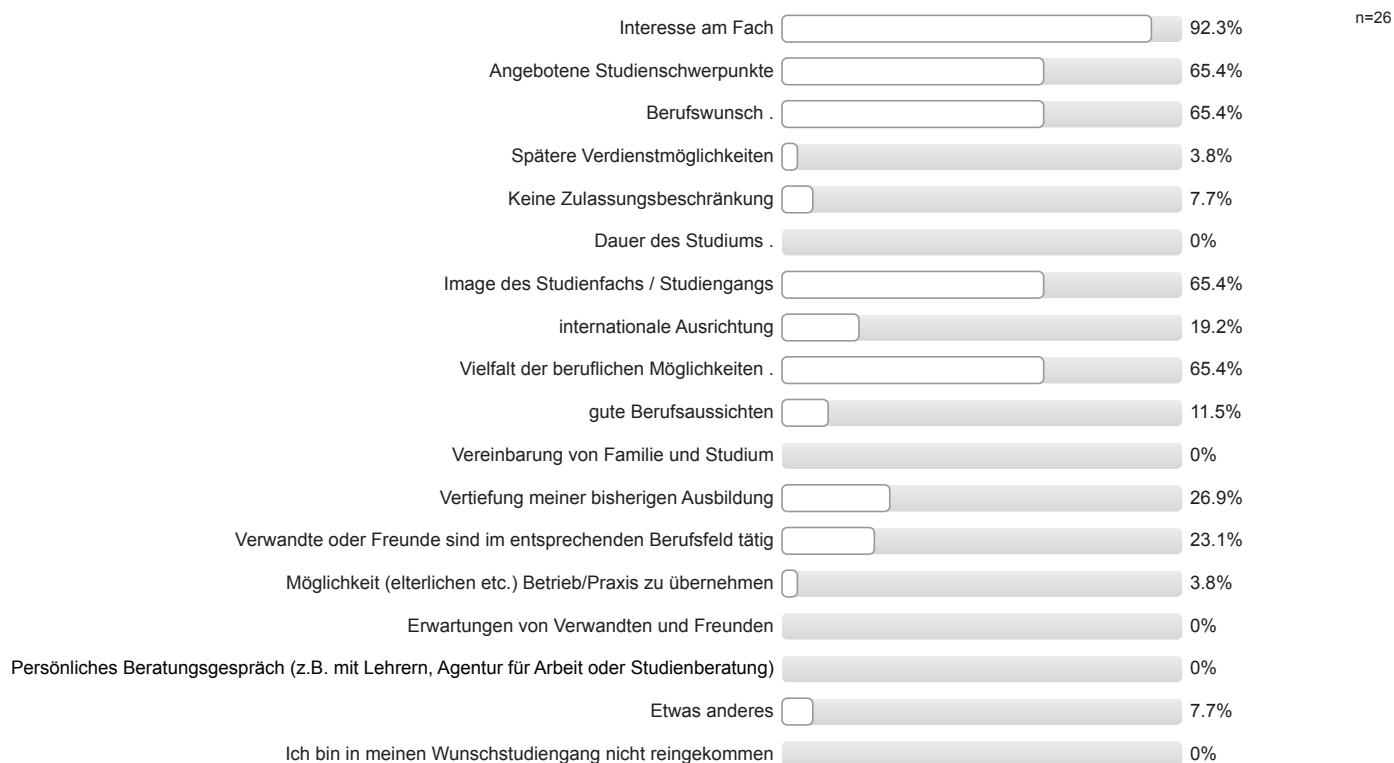 Interesse am Fach 92.3% n=26
Angebotene Studienschwerpunkte 65.4%
Berufswunsch . 65.4%
Spätere Verdienstmöglichkeiten 3.8%
Keine Zulassungsbeschränkung 7.7%
Dauer des Studiums . 0%
Image des Studienfachs / Studiengangs 65.4%
internationale Ausrichtung 19.2%
Vielfalt der beruflichen Möglichkeiten . 65.4%
gute Berufsaussichten 11.5%
Vereinbarung von Familie und Studium 0%
Vertiefung meiner bisherigen Ausbildung 26.9%
Verwandte oder Freunde sind im entsprechenden Berufsfeld tätig 23.1%
Möglichkeit (elterlichen etc.) Betrieb/Praxis zu übernehmen 3.8%
Erwartungen von Verwandten und Freunden 0%
Persönliches Beratungsgespräch (z.B. mit Lehrern, Agentur für Arbeit oder Studienberatung) 0%
Etwas anderes 7.7%
Ich bin in meinen Wunschstudiengang nicht reingekommen 0%